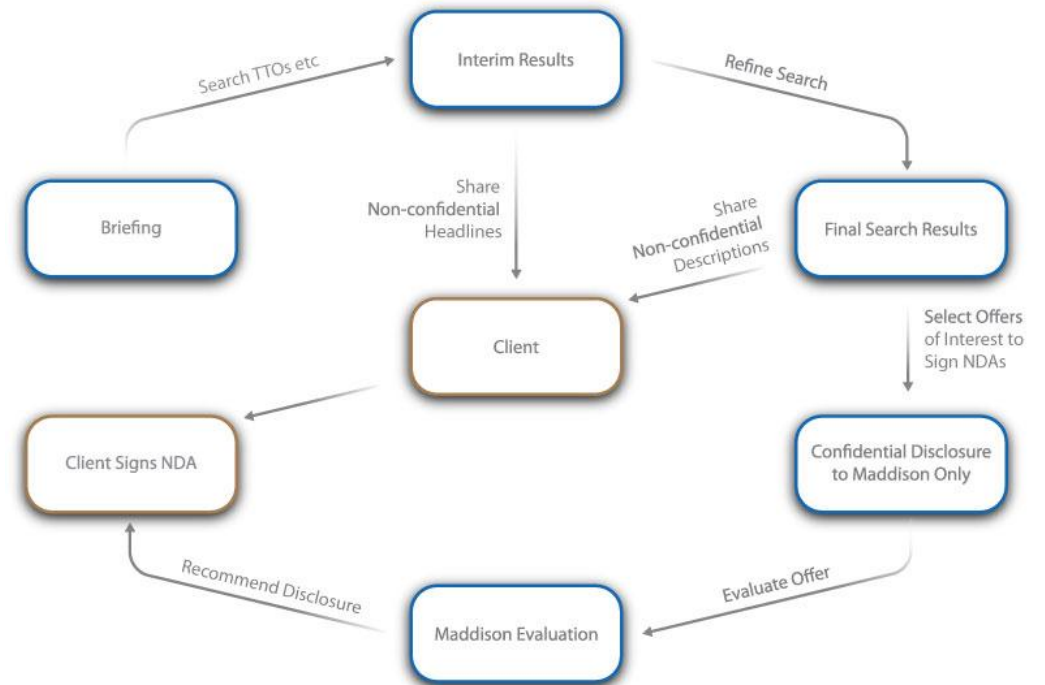 Interim Results
Search TTOs etc
Refine Search
Briefing
Share
Non-confidential
Headlines
Share
Non-confidential
Descriptions
Final Search Results
Client
Select Offers
of Interest to
Sign NDAs
Client Signs NDA
Confidential Disclosure
to Maddison Only
Recommend Disclosure
Evaluate Offer
Maddison Evaluation